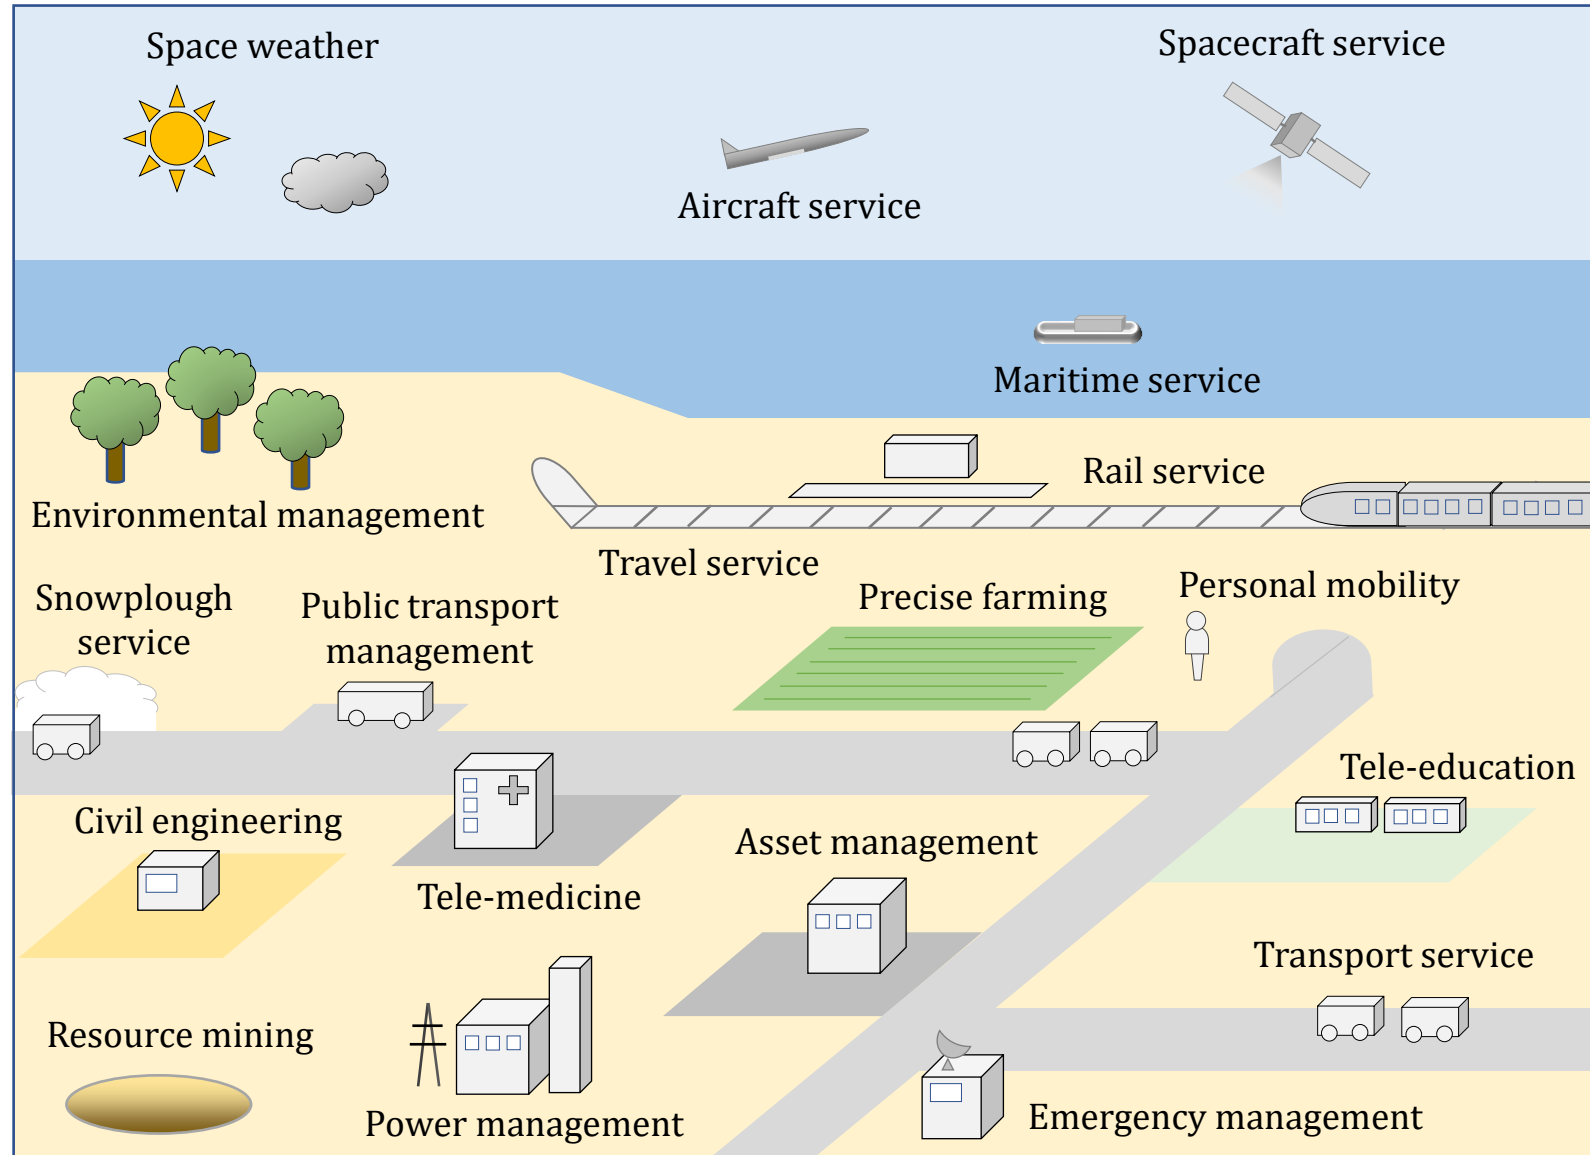 Space weather
Spacecraft service
Aircraft service
Maritime service
Rail service
Environmental management
Travel service
Snowplough
service
Public transport
management
Precise farming
Personal mobility
Tele-education
Civil engineering
Asset management
Tele-medicine
Transport service
Resource mining
Power management
Emergency management